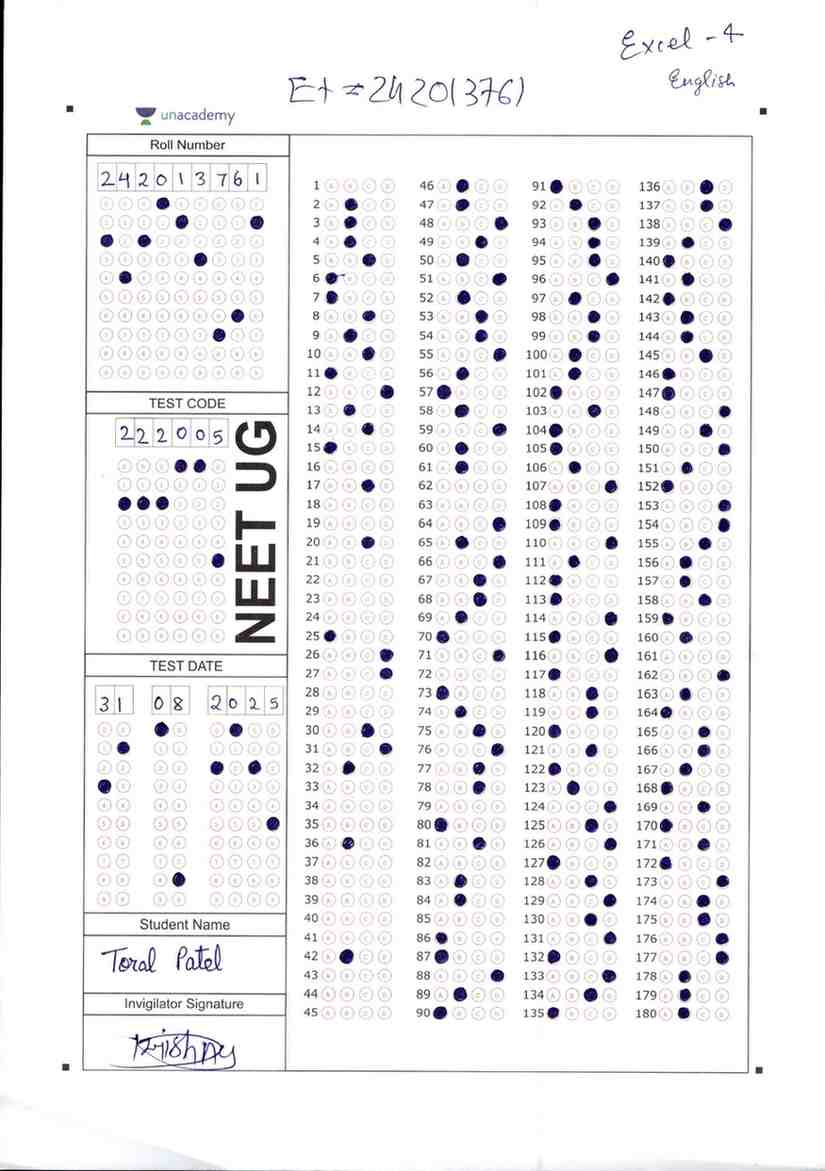 Excel - 4
English
Et = 2420(376)
unacademy
Roll Number
2 4 2 0 1 3 7 6 1
TEST CODE
2 2 2 0 0 5
NEET UG
TEST DATE
3 1 0 8 2 0 2 5
Student Name
Toral Patel
Invigilator Signature
1 46 91 136
2 47 92 137
3 48 93 138
4 49 94 139
5 50 95 140
6 51 96 141
7 52 97 142
8 53 98 143
9 54 99 144
10 55 100 145
11 56 101 146
12 57 102 147
13 58 103 148
14 59 104 149
15 60 105 150
16 61 106 151
17 62 107 152
18 63 108 153
19 64 109 154
20 65 110 155
21 66 111 156
22 67 112 157
23 68 113 158
24 69 114 159
25 70 115 160
26 71 116 161
27 72 117 162
28 73 118 163
29 74 119 164
30 75 120 165
31 76 121 166
32 77 122 167
33 78 123 168
34 79 124 169
35 80 125 170
36 81 126 171
37 82 127 172
38 83 128 173
39 84 129 174
40 85 130 175
41 86 131 176
42 87 132 177
43 88 133 178
44 89 134 179
45 90 135 180